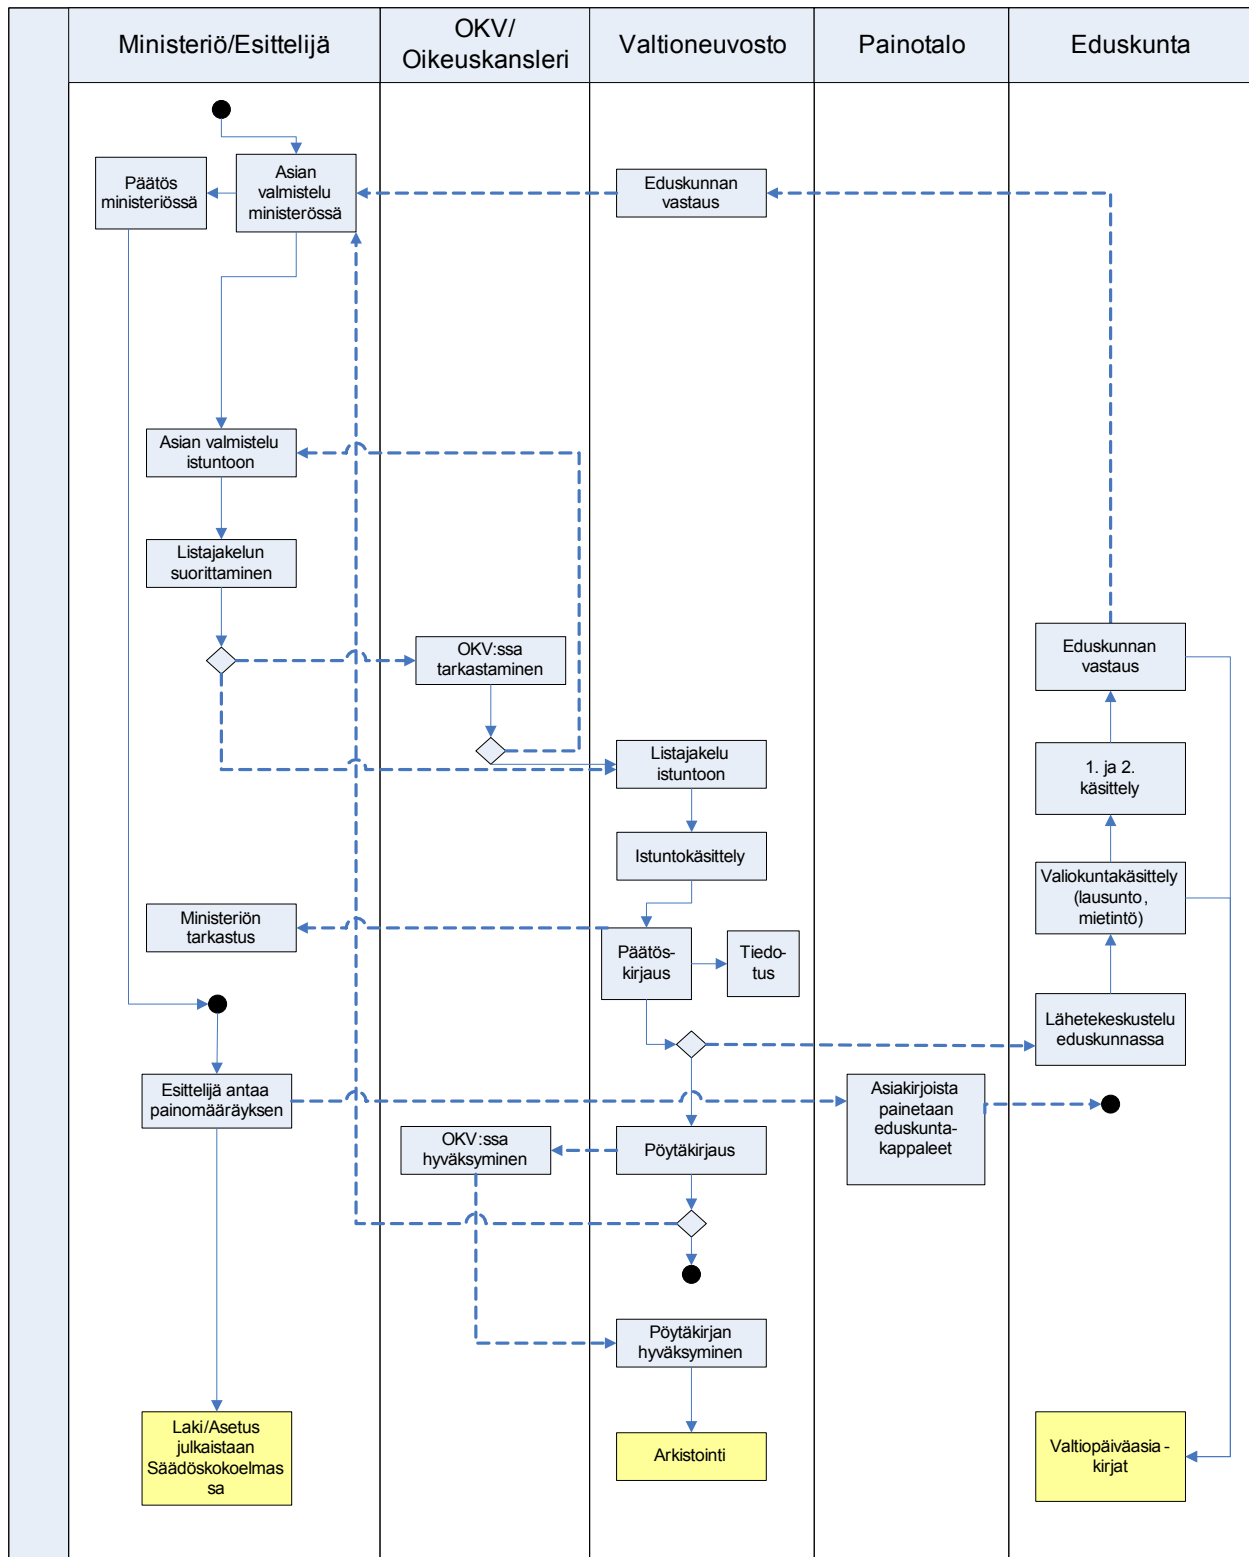 Ministeriö/Esittelijä
OKV/
Oikeuskansleri
Valtioneuvosto
Painotalo
Eduskunta
Päätös
ministeriössä
Asian
valmistelu
ministerössä
Eduskunnan
vastaus
Asian valmistelu
istuntoon
Listajakelun
suorittaminen
OKV:ssa
tarkastaminen
Eduskunnan
vastaus
Listajakelu
istuntoon
1. ja 2.
käsittely
Istuntokäsittely
Valiokuntakäsittely
(lausunto,
mietintö)
Ministeriön
tarkastus
Päätös-
kirjaus
Tiedo-
tus
Lähetekeskustelu
eduskunnassa
Esittelijä antaa
painomääräyksen
Asiakirjoista
painetaan
eduskunta-
kappaleet
OKV:ssa
hyväksyminen
Pöytäkirjaus
Pöytäkirjan
hyväksyminen
Laki/Asetus
julkaistaan
Säädöskokoelmas
sa
Arkistointi
Valtiopäiväasia-
kirjat